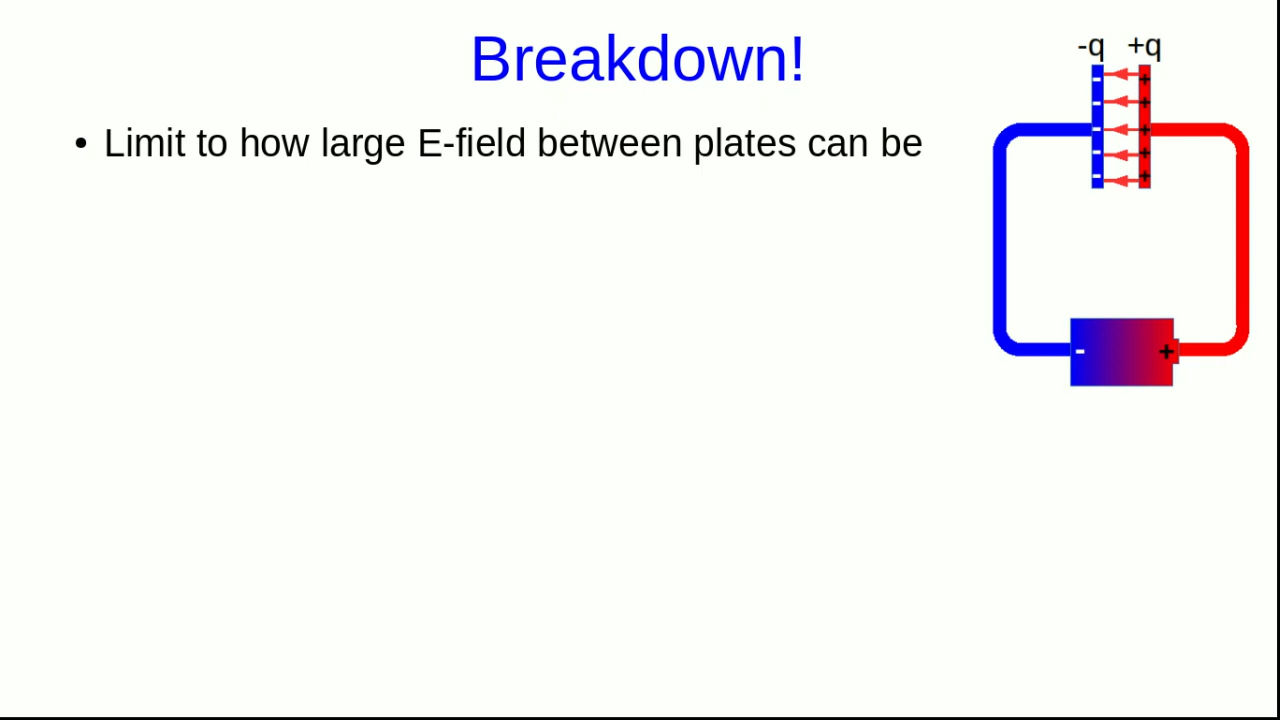 Breakdown!
-q +q
• Limit to how large E-field between plates can be
- +